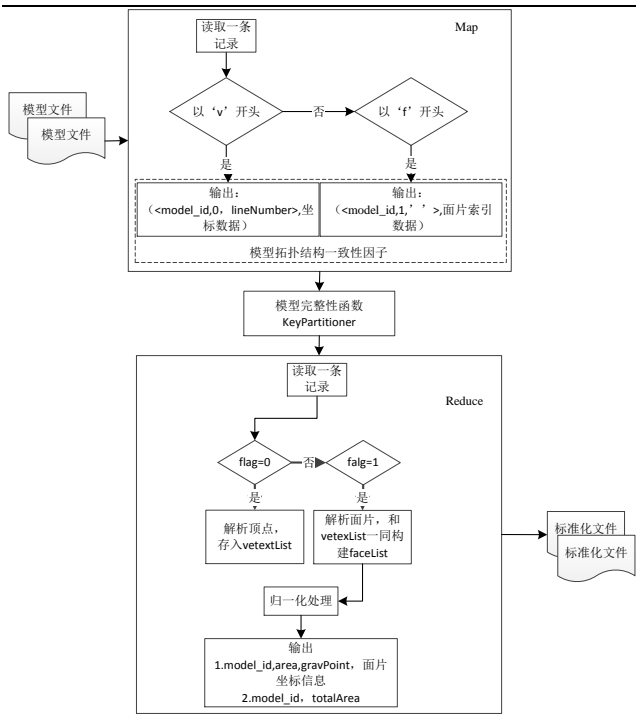 读取一条
记录
Map
模型文件
模型文件
以‘v’开头
否
以‘f’开头
是
是
输出：
（<model_id,0，lineNumber>,坐
标数据）
输出：
（<model_id,1,’’>,面片索引
数据）
模型拓扑结构一致性因子
模型完整性函数
KeyPartitioner
读取一条
记录
Reduce
flag=0
否
falg=1
是
是
解析顶点，
存入vetextList
解析面片，和
vetexList一同构
建faceList
标准化文件
标准化文件
归一化处理
输出
1.model_id,area,gravPoint，面片
坐标信息
2.model_id，totalArea